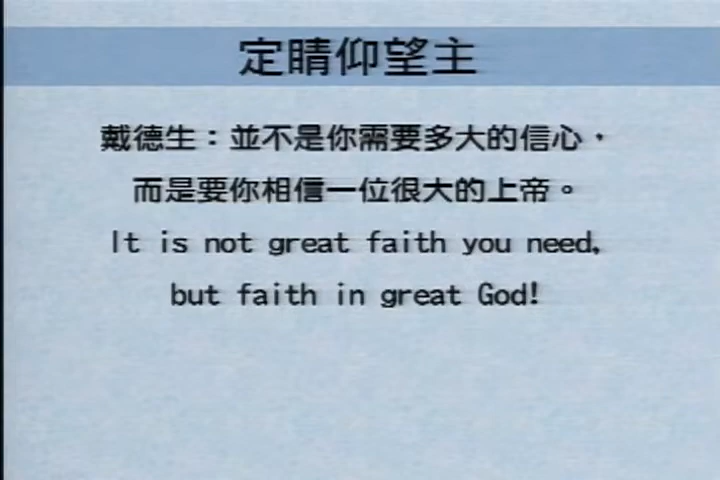 定睛仰望主
戴德生：並不是你需要多大的信心，
而是要你相信一位很大的上帝。
It is not great faith you need,
but faith in great God!